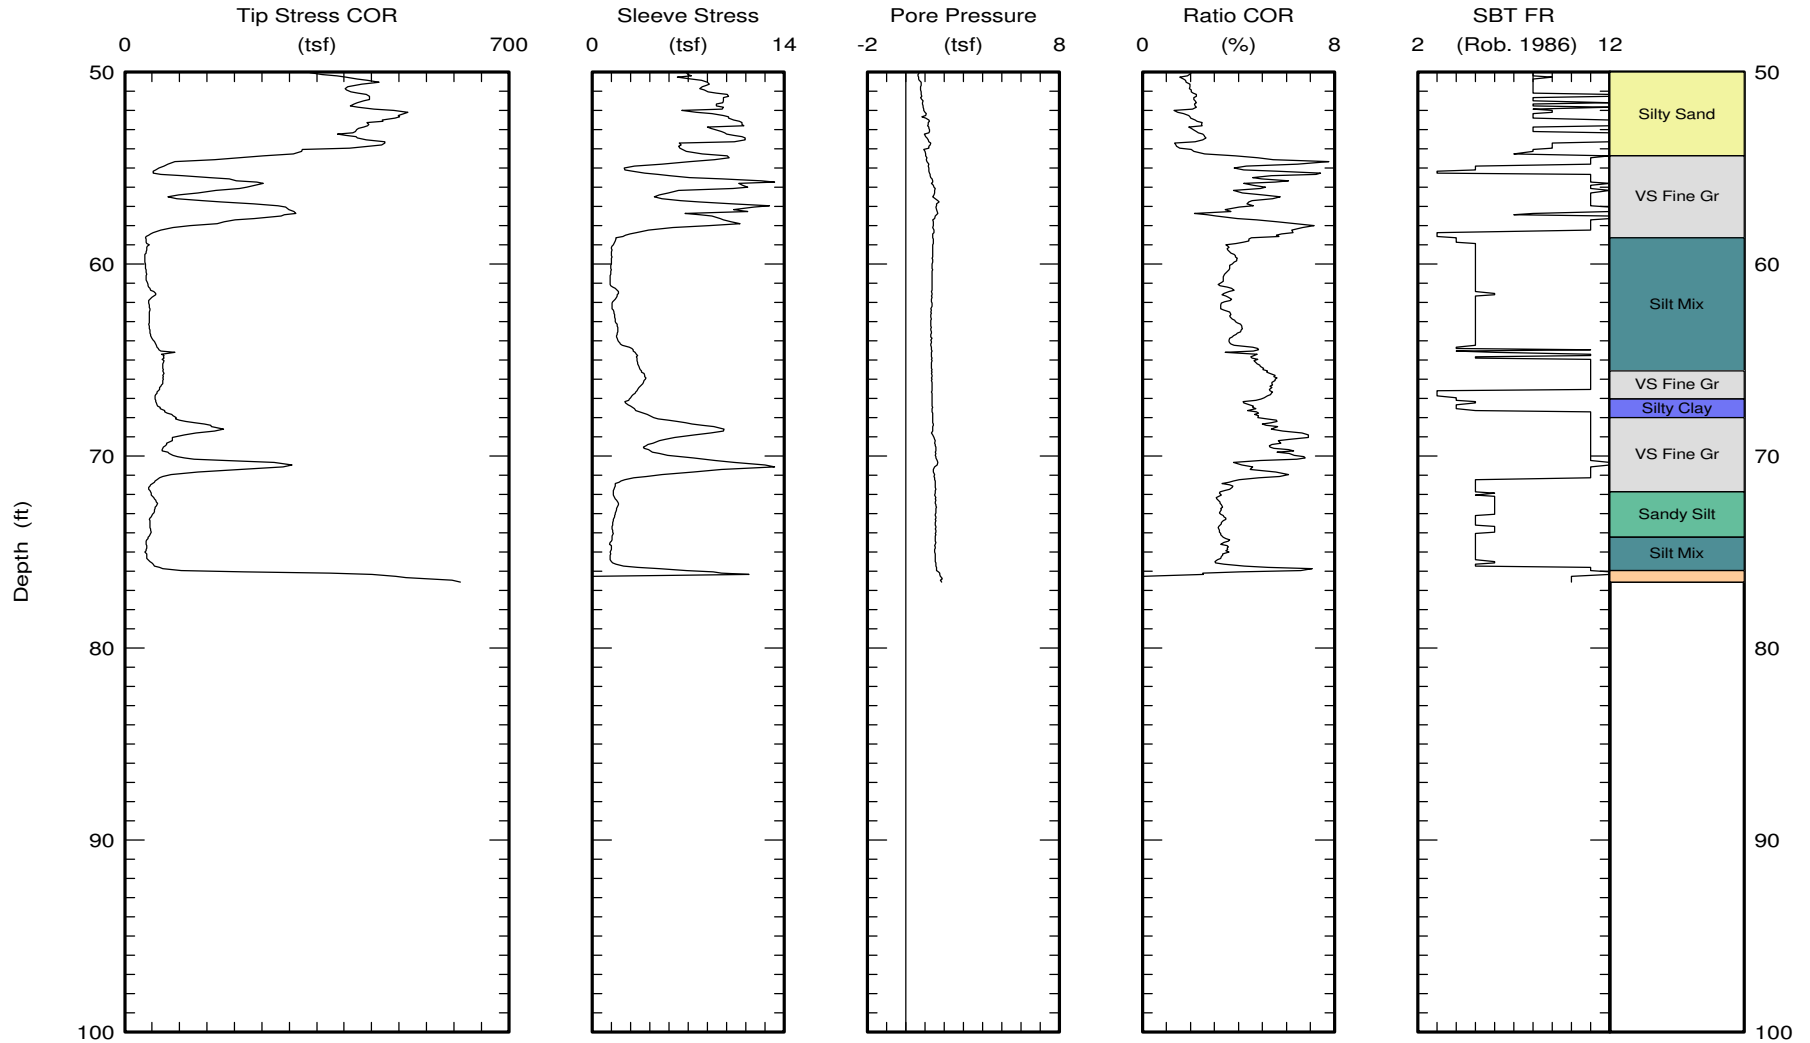 Tip Stress COR Sleeve Stress Pore Pressure Ratio COR SBT FR
0 (tsf) 700 0 (tsf) 14 -2 (tsf) 8 0 (%) 8 2 (Rob. 1986) 12
50 50
Silty Sand
VS Fine Gr
60 60
Silt Mix
VS Fine Gr
Silty Clay
70 VS Fine Gr 70
Sandy Silt
Silt Mix
Depth (ft)
80 80
90 90
100 100